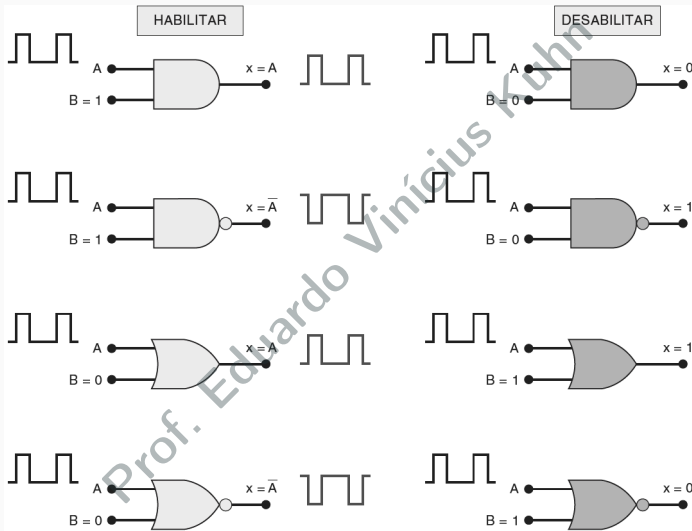 HABILITAR
DESABILITAR
A
B = 1
x = A
A
B = 0
x = 0
A
B = 1
x = A̅
A
B = 0
x = 1
A
B = 0
x = A
A
B = 1
x = 1
A
B = 0
x = A̅
A
B = 1
x = 0
Prof. Eduardo Vinícius Kuhn